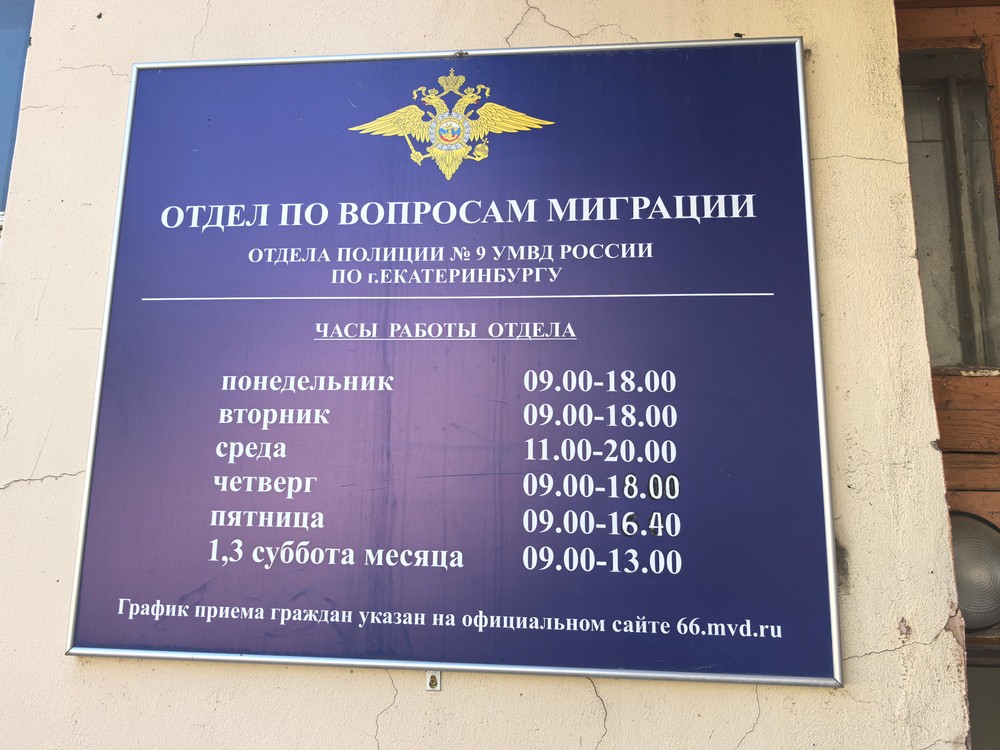 ОТДЕЛ ПО ВОПРОСАМ МИГРАЦИИ
ОТДЕЛА ПОЛИЦИИ № 9 УМВД РОССИИ
ПО г.ЕКАТЕРИНБУРГУ
ЧАСЫ РАБОТЫ ОТДЕЛА
понедельник 09.00-18.00
вторник 09.00-18.00
среда 11.00-20.00
четверг 09.00-18.00
пятница 09.00-16.40
1,3 суббота месяца 09.00-13.00
График приема граждан указан на официальном сайте 66.mvd.ru